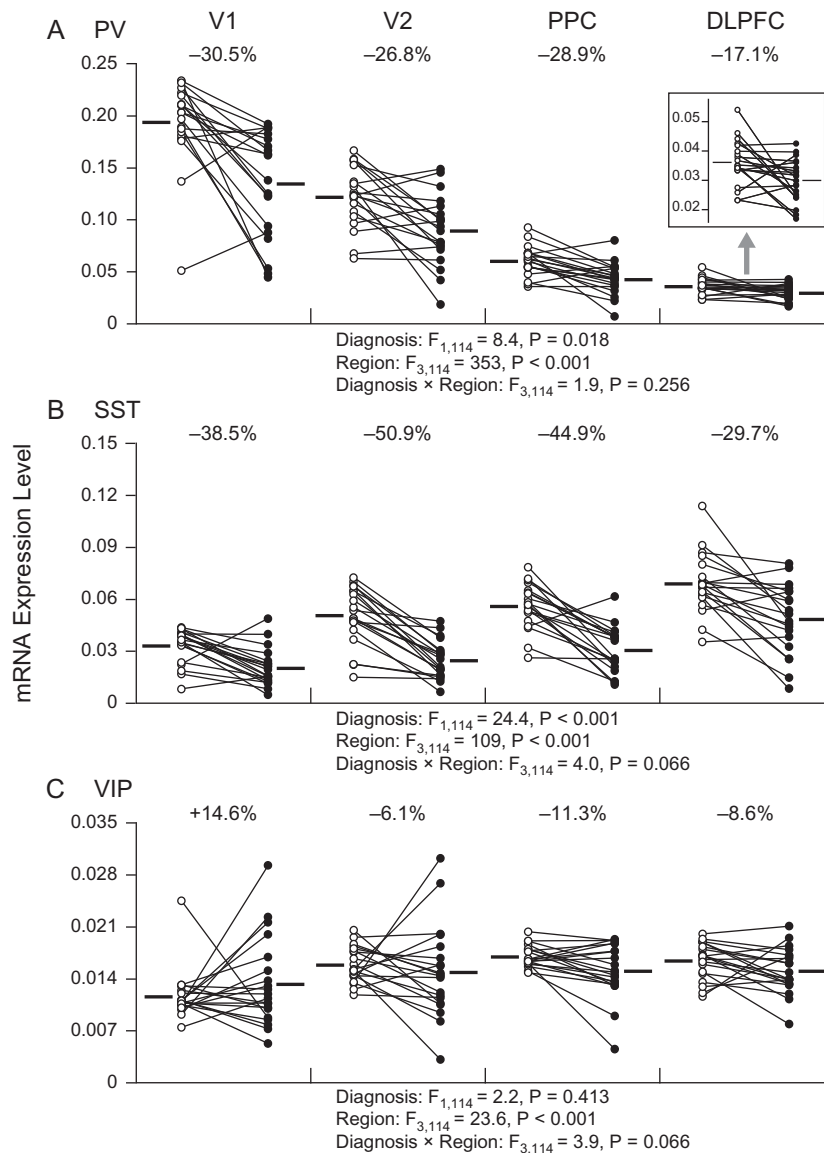 V1 V2 PPC DLPFC
A PV
–30.5% –26.8% –28.9% –17.1%
0.25
0.20
0.15
0.10
0.05
0
0.05
0.04
0.03
0.02
Diagnosis: F1,114 = 8.4, P = 0.018
Region: F3,114 = 353, P < 0.001
Diagnosis × Region: F3,114 = 1.9, P = 0.256
mRNA Expression Level
B SST
–38.5% –50.9% –44.9% –29.7%
0.15
0.12
0.09
0.06
0.03
0
Diagnosis: F1,114 = 24.4, P < 0.001
Region: F3,114 = 109, P < 0.001
Diagnosis × Region: F3,114 = 4.0, P = 0.066
C VIP
+14.6% –6.1% –11.3% –8.6%
0.035
0.028
0.021
0.014
0.007
0
Diagnosis: F1,114 = 2.2, P = 0.413
Region: F3,114 = 23.6, P < 0.001
Diagnosis × Region: F3,114 = 3.9, P = 0.066